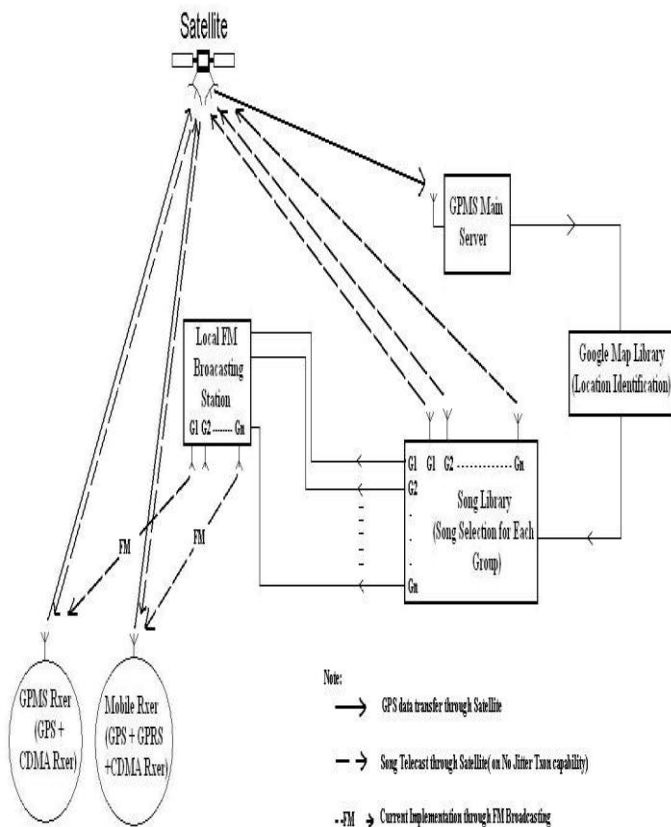 Satellite
GPMS Main
Server
Google Map Library
(Location Identification)
Local FM
Brocasting
Station
G1 G2 ------- Gn
G1 G1 G2 ------------- Gn
G2
.
.
.
Gn
Song Library
(Song Selection for Each
Group)
FM
FM
GPMS Rxer
(GPS +
CDMA Rxer)
Mobile Rxer
(GPS + GPRS
+CDMA Rxer)
Note:
GPS data transfer through Satellite
Song Telecast through Satellite( on No Jitter Txon capability)
--FM Current Implementation through FM Broadcasting